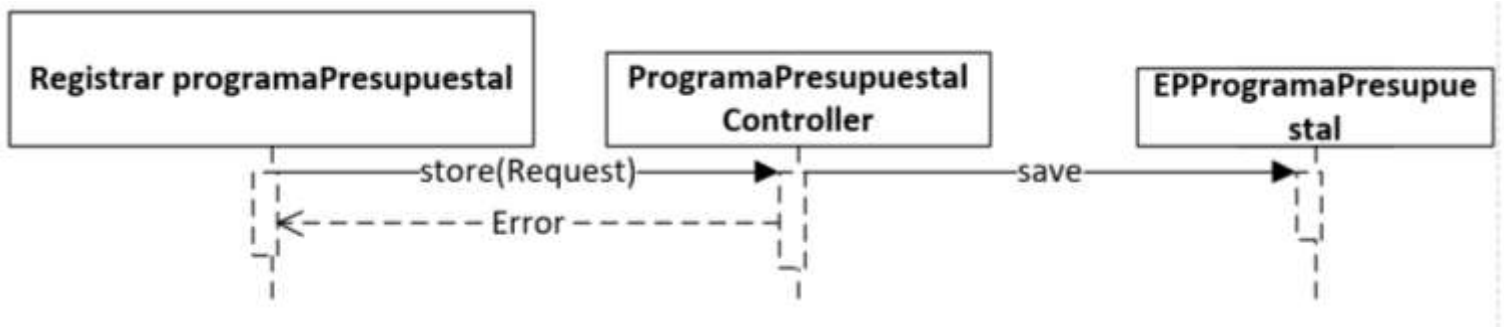 Registrar programaPresupuestal
ProgramaPresupuestal
Controller
EPProgramaPresupue
stal
store(Request)
save
Error